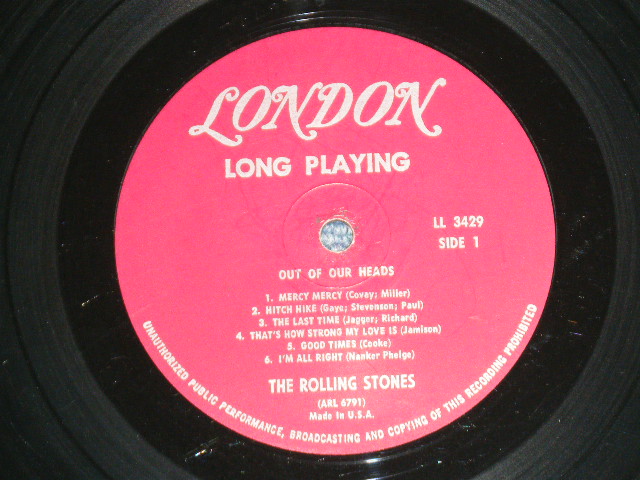 LONDON
LONG PLAYING
LL 3429
SIDE 1
OUT OF OUR HEADS
1. MERCY MERCY (Covay; Miller)
2. HITCH HIKE (Gaye; Stevenson; Paul)
3. THE LAST TIME (Jagger; Richard)
4. THAT'S HOW STRONG MY LOVE IS (Jamison)
5. GOOD TIMES (Cooke)
6. I'M ALL RIGHT (Nanker Phelge)
THE ROLLING STONES
(ARL 6791)
Made in U.S.A.
UNAUTHORIZED PUBLIC PERFORMANCE, BROADCASTING AND COPYING OF THIS RECORDING PROHIBITED